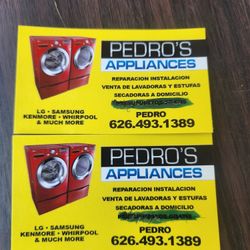 PEDRO'S
APPLIANCES
REPARACION INSTALACION
VENTA DE LAVADORAS Y ESTUFAS
SECADORAS A DOMICILIO
LG • SAMSUNG
KENMORE • WHIRPOOL
& MUCH MORE
PEDRO
626.493.1389
PEDRO'S
APPLIANCES
REPARACION INSTALACION
VENTA DE LAVADORAS Y ESTUFAS
SECADORAS A DOMICILIO
LG • SAMSUNG
KENMORE • WHIRPOOL
& MUCH MORE
PEDRO
626.493.1389